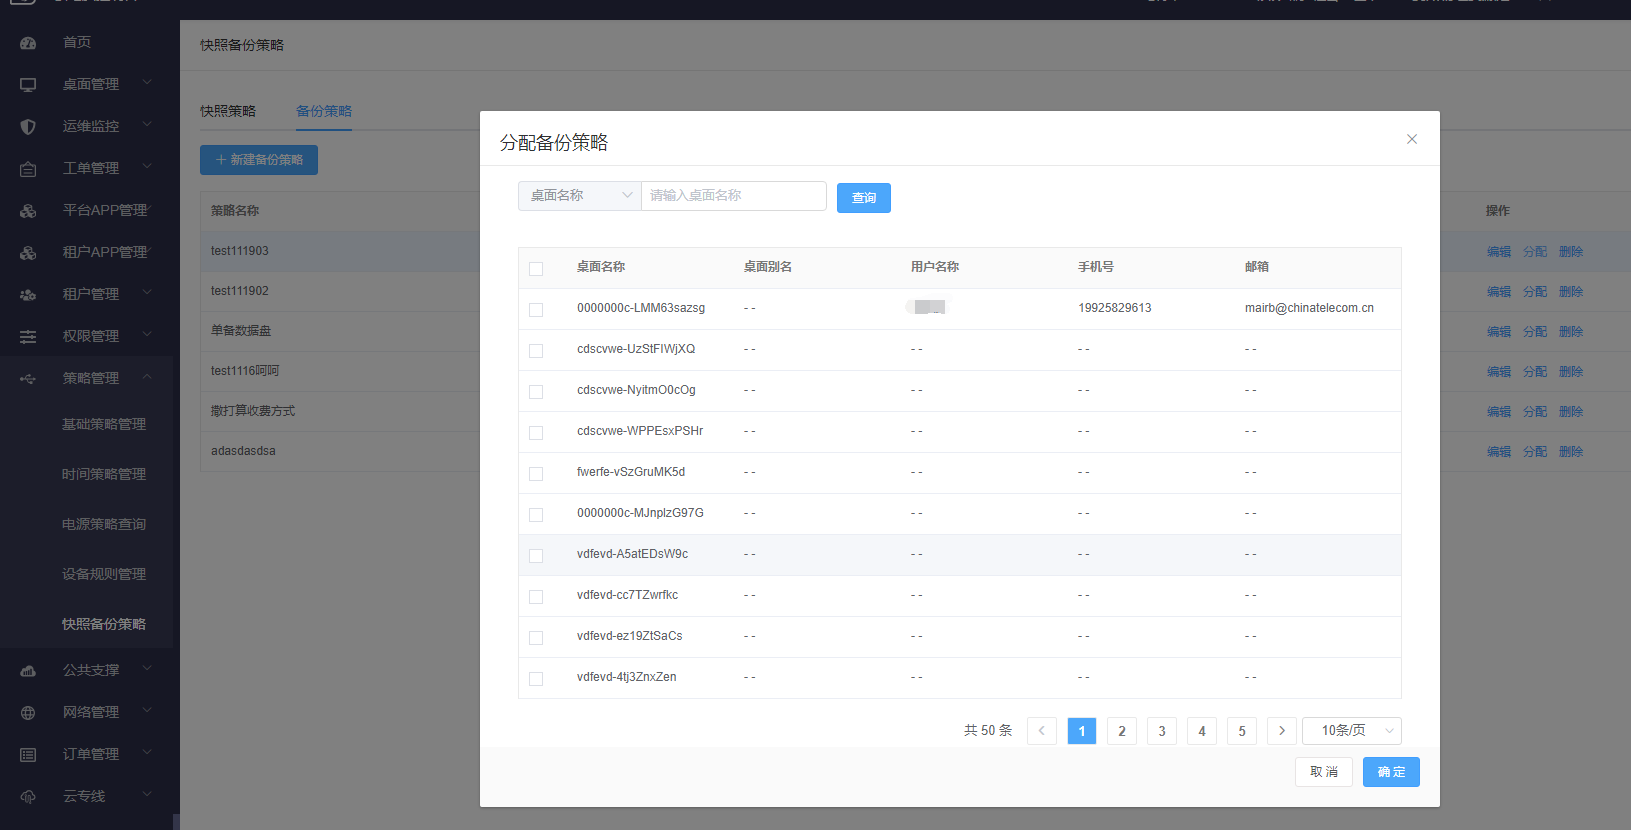 首页
桌面管理
运维监控
工单管理
平台APP管理
租户APP管理
租户管理
权限管理
策略管理
基础策略管理
时间策略管理
电源策略查询
设备规则管理
快照备份策略
公共支撑
网络管理
订单管理
云专线
快照备份策略
快照策略 备份策略
+ 新建备份策略
策略名称 操作
test111903 编辑 分配 删除
test111902 编辑 分配 删除
单备数据盘 编辑 分配 删除
test1116呵呵 编辑 分配 删除
撒打算收费方式 编辑 分配 删除
adasdasdsa 编辑 分配 删除
分配备份策略
桌面名称 请输入桌面名称 查询
桌面名称 桌面别名 用户名称 手机号 邮箱
0000000c-LMM63sazsg -- 19925829613 mairb@chinatelecom.cn
cdscvwe-UzStFIWjXQ -- -- -- --
cdscvwe-NyitmO0cOg -- -- -- --
cdscvwe-WPPEsxPSHr -- -- -- --
fwerfe-vSzGruMK5d -- -- -- --
0000000c-MJnplzG97G -- -- -- --
vdfevd-A5atEDsW9c -- -- -- --
vdfevd-cc7TZwrfkc -- -- -- --
vdfevd-ez19ZtSaCs -- -- -- --
vdfevd-4tj3ZnxZen -- -- -- --
共 50 条 1 2 3 4 5 10条/页
取消 确定